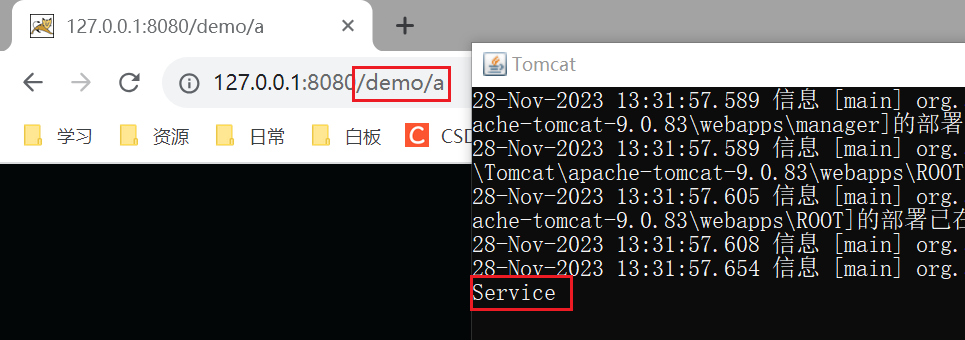 127.0.0.1:8080/demo/a
127.0.0.1:8080/demo/a
学习 资源 日常 白板 C CSD
Tomcat
28-Nov-2023 13:31:57.589 信息 [main] org.
ache-tomcat-9.0.83\webapps\manager]的部署
28-Nov-2023 13:31:57.589 信息 [main] org.
\Tomcat\apache-tomcat-9.0.83\webapps\ROOT
28-Nov-2023 13:31:57.605 信息 [main] org.
ache-tomcat-9.0.83\webapps\ROOT]的部署已在
28-Nov-2023 13:31:57.608 信息 [main] org.
28-Nov-2023 13:31:57.654 信息 [main] org.
Service